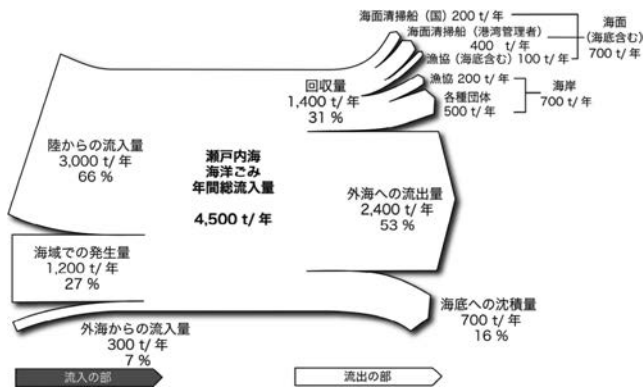 海面清掃船（国）200 t/ 年
海面清掃船（港湾管理者）
400 t/ 年
漁協（海底含む）100 t/ 年
海面
（海底含む）
700 t/ 年
漁協 200 t/ 年
各種団体
500 t/ 年
海岸
700 t/ 年
回収量
1,400 t/ 年
31 %
陸からの流入量
3,000 t/ 年
66 %
瀬戸内海
海洋ごみ
年間総流入量
4,500 t/ 年
外海への流出量
2,400 t/ 年
53 %
海域での発生量
1,200 t/ 年
27 %
外海からの流入量
300 t/ 年
7 %
海底への沈積量
700 t/ 年
16 %
流入の部
流出の部